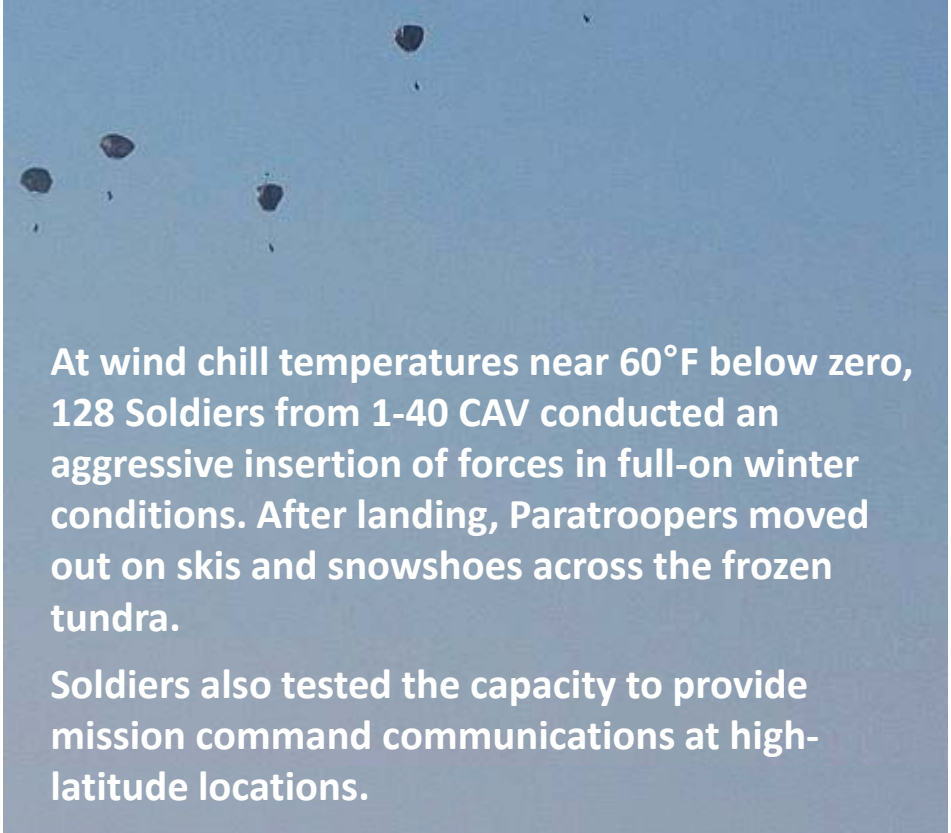 At wind chill temperatures near 60°F below zero,
128 Soldiers from 1-40 CAV conducted an
aggressive insertion of forces in full-on winter
conditions. After landing, Paratroopers moved
out on skis and snowshoes across the frozen
tundra.
Soldiers also tested the capacity to provide
mission command communications at high-
latitude locations.